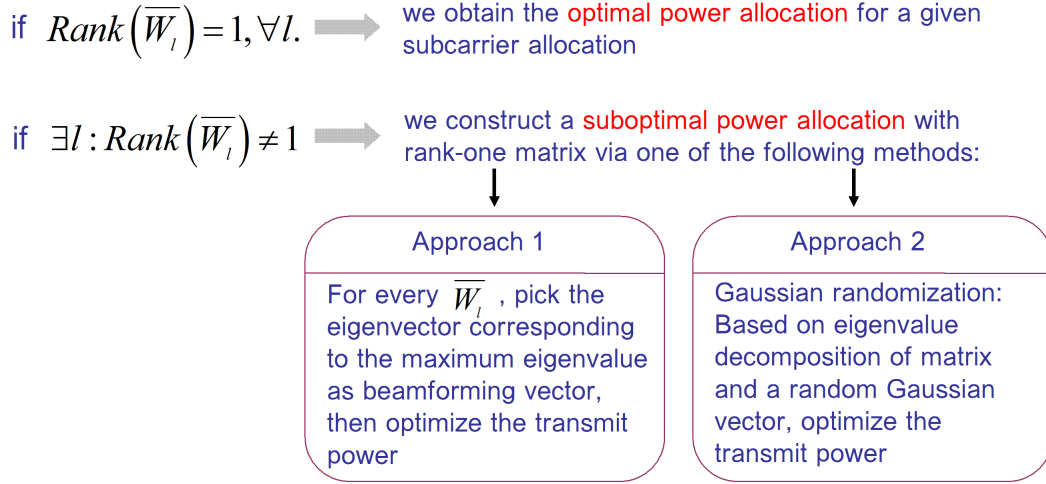 if Rank(W̅_l) = 1, ∀l. we obtain the optimal power allocation for a given
subcarrier allocation
if ∃l : Rank(W̅_l) ≠ 1 we construct a suboptimal power allocation with
rank-one matrix via one of the following methods:
Approach 1
For every W̅_l , pick the
eigenvector corresponding
to the maximum eigenvalue
as beamforming vector,
then optimize the transmit
power
Approach 2
Gaussian randomization:
Based on eigenvalue
decomposition of matrix
and a random Gaussian
vector, optimize the
transmit power